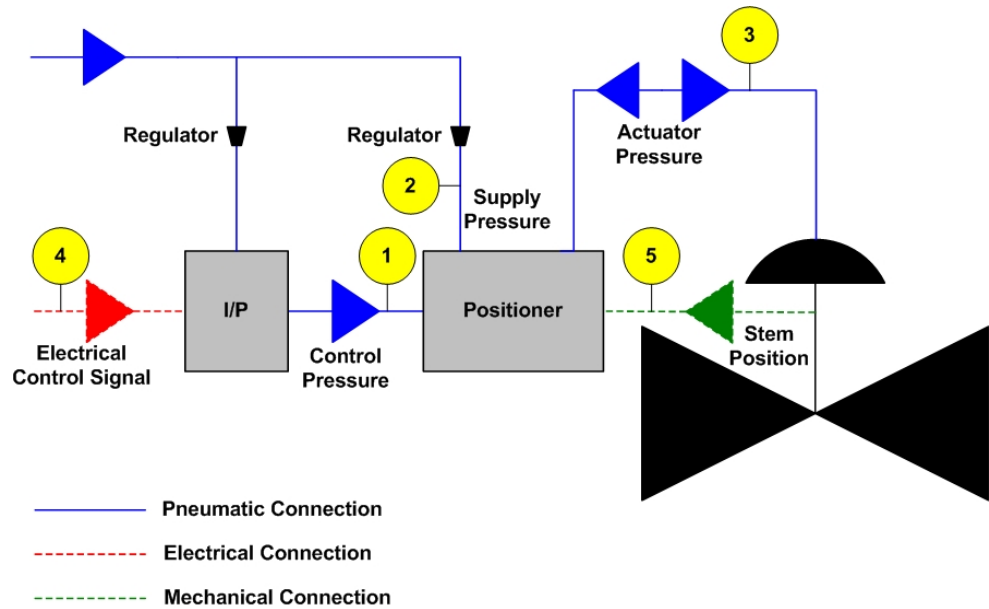 3
Regulator
Regulator
Actuator
Pressure
2
Supply
Pressure
4
1
5
I/P
Positioner
Electrical
Control Signal
Control
Pressure
Stem
Position
Pneumatic Connection
Electrical Connection
Mechanical Connection